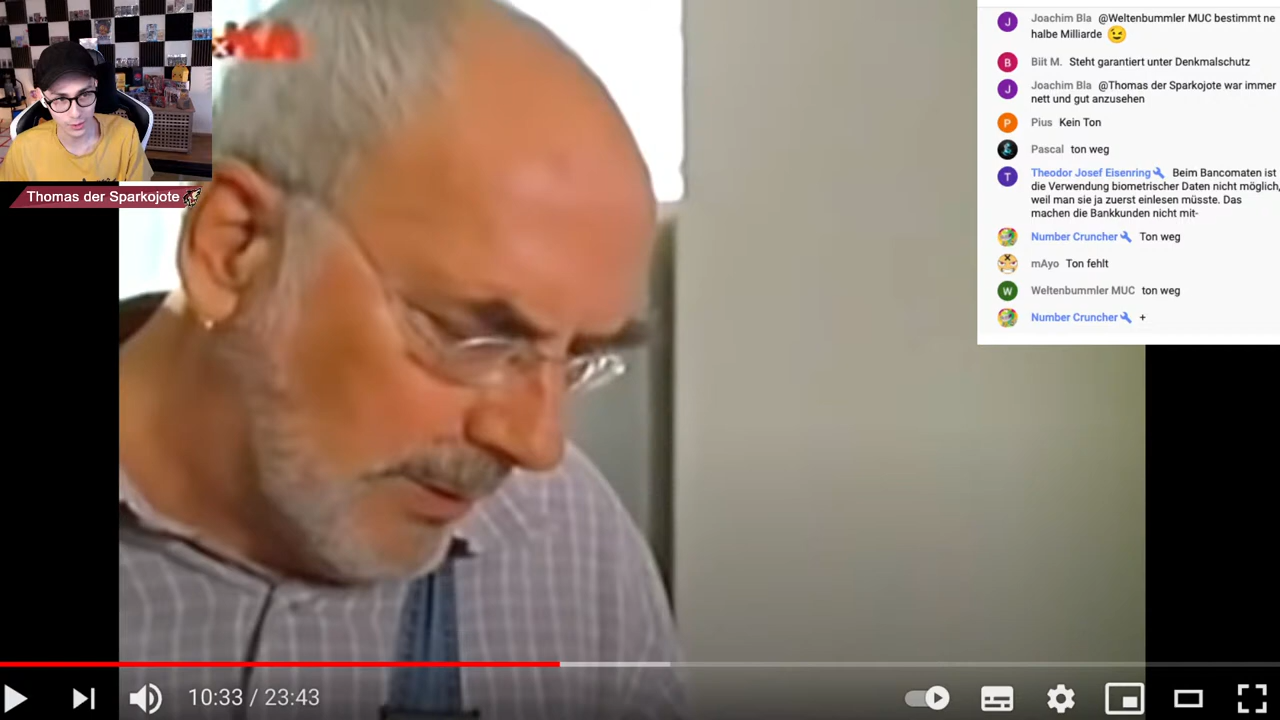 Joachim Bla @Weltenbummler MUC bestimmt ne
halbe Milliarde 😉
Biit M. Steht garantiert unter Denkmalschutz
Joachim Bla @Thomas der Sparkojote war immer
nett und gut anzusehen
Pius Kein Ton
Pascal ton weg
Theodor Josef Eisenring Beim Bancomaten ist
die Verwendung biometrischer Daten nicht möglich,
weil man sie ja zuerst einlesen müsste. Das
machen die Bankkunden nicht mit-
Number Cruncher Ton weg
mAyo Ton fehlt
Weltenbummler MUC ton weg
Number Cruncher +
Thomas der Sparkojote
10:33 / 23:43